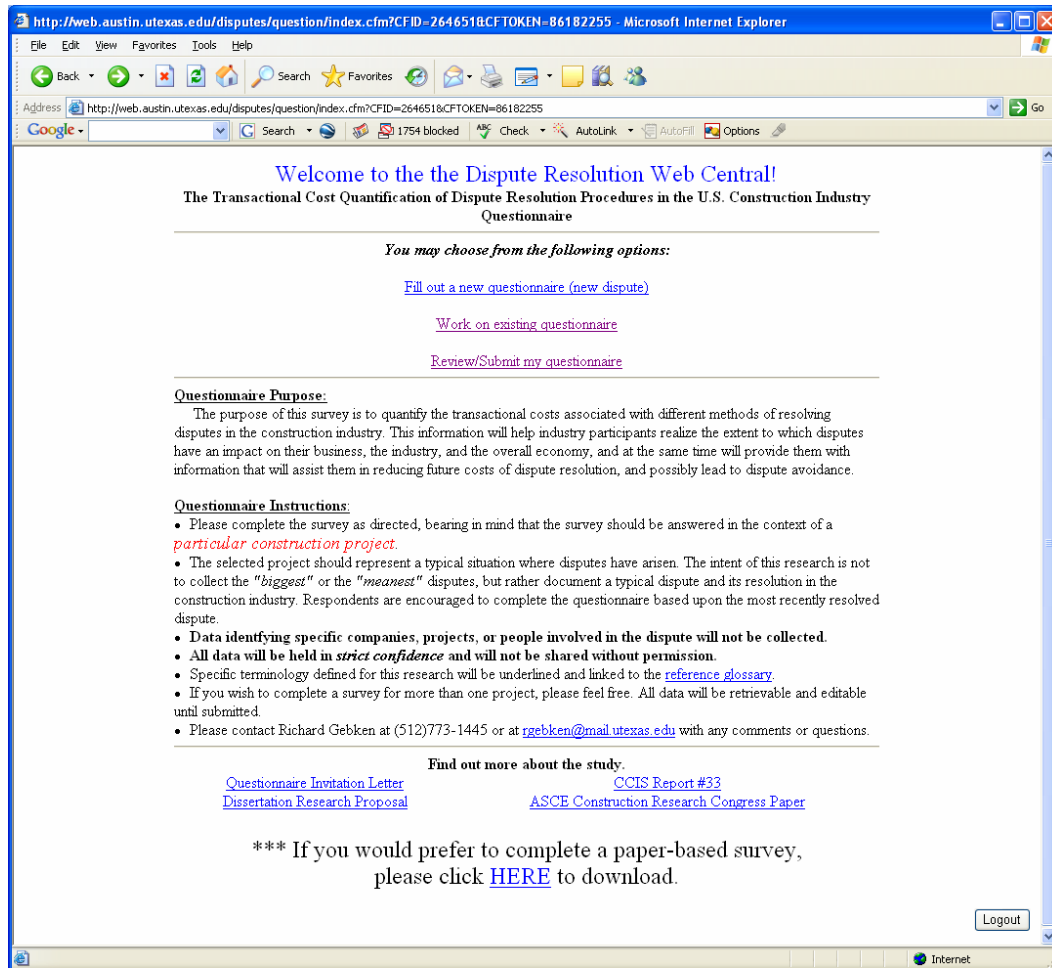 http://web.austin.utexas.edu/disputes/question/index.cfm?CFID=264651&CFTOKEN=86182255 - Microsoft Internet Explorer
File Edit View Favorites Tools Help
Back Search Favorites
Address http://web.austin.utexas.edu/disputes/question/index.cfm?CFID=264651&CFTOKEN=86182255 Go
Google G Search 1754 blocked ABC Check AutoLink AutoFill Options
Welcome to the the Dispute Resolution Web Central!
The Transactional Cost Quantification of Dispute Resolution Procedures in the U.S. Construction Industry
Questionnaire
You may choose from the following options:
Fill out a new questionnaire (new dispute)
Work on existing questionnaire
Review/Submit my questionnaire
Questionnaire Purpose:
The purpose of this survey is to quantify the transactional costs associated with different methods of resolving
disputes in the construction industry. This information will help industry participants realize the extent to which disputes
have an impact on their business, the industry, and the overall economy, and at the same time will provide them with
information that will assist them in reducing future costs of dispute resolution, and possibly lead to dispute avoidance.
Questionnaire Instructions:
• Please complete the survey as directed, bearing in mind that the survey should be answered in the context of a
particular construction project.
• The selected project should represent a typical situation where disputes have arisen. The intent of this research is not
to collect the "biggest" or the "meanest" disputes, but rather document a typical dispute and its resolution in the
construction industry. Respondents are encouraged to complete the questionnaire based upon the most recently resolved
dispute.
• Data identfying specific companies, projects, or people involved in the dispute will not be collected.
• All data will be held in strict confidence and will not be shared without permission.
• Specific terminology defined for this research will be underlined and linked to the reference glossary.
• If you wish to complete a survey for more than one project, please feel free. All data will be retrievable and editable
until submitted.
• Please contact Richard Gebken at (512)773-1445 or at rgebken@mail.utexas.edu with any comments or questions.
Find out more about the study.
Questionnaire Invitation Letter CCIS Report #33
Dissertation Research Proposal ASCE Construction Research Congress Paper
*** If you would prefer to complete a paper-based survey,
please click HERE to download.
Logout
Internet